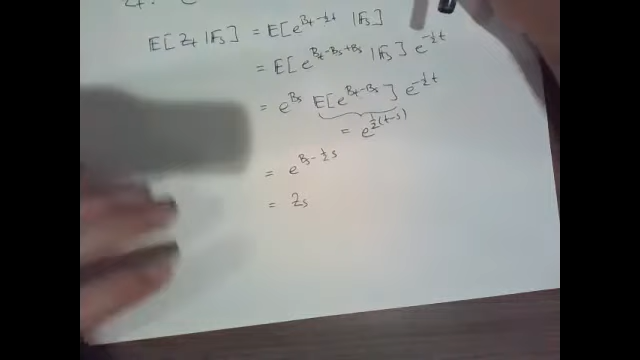 E[Z_t | F_s] = E[e^{B_t - ½t} | F_s]
= E[e^{B_t - B_s + B_s} | F_s] e^{-½t}
= e^{B_s} E[e^{B_t - B_s}] e^{-½t}
= e^{½(t-s)}
= e^{B_s - ½s}
= Z_s